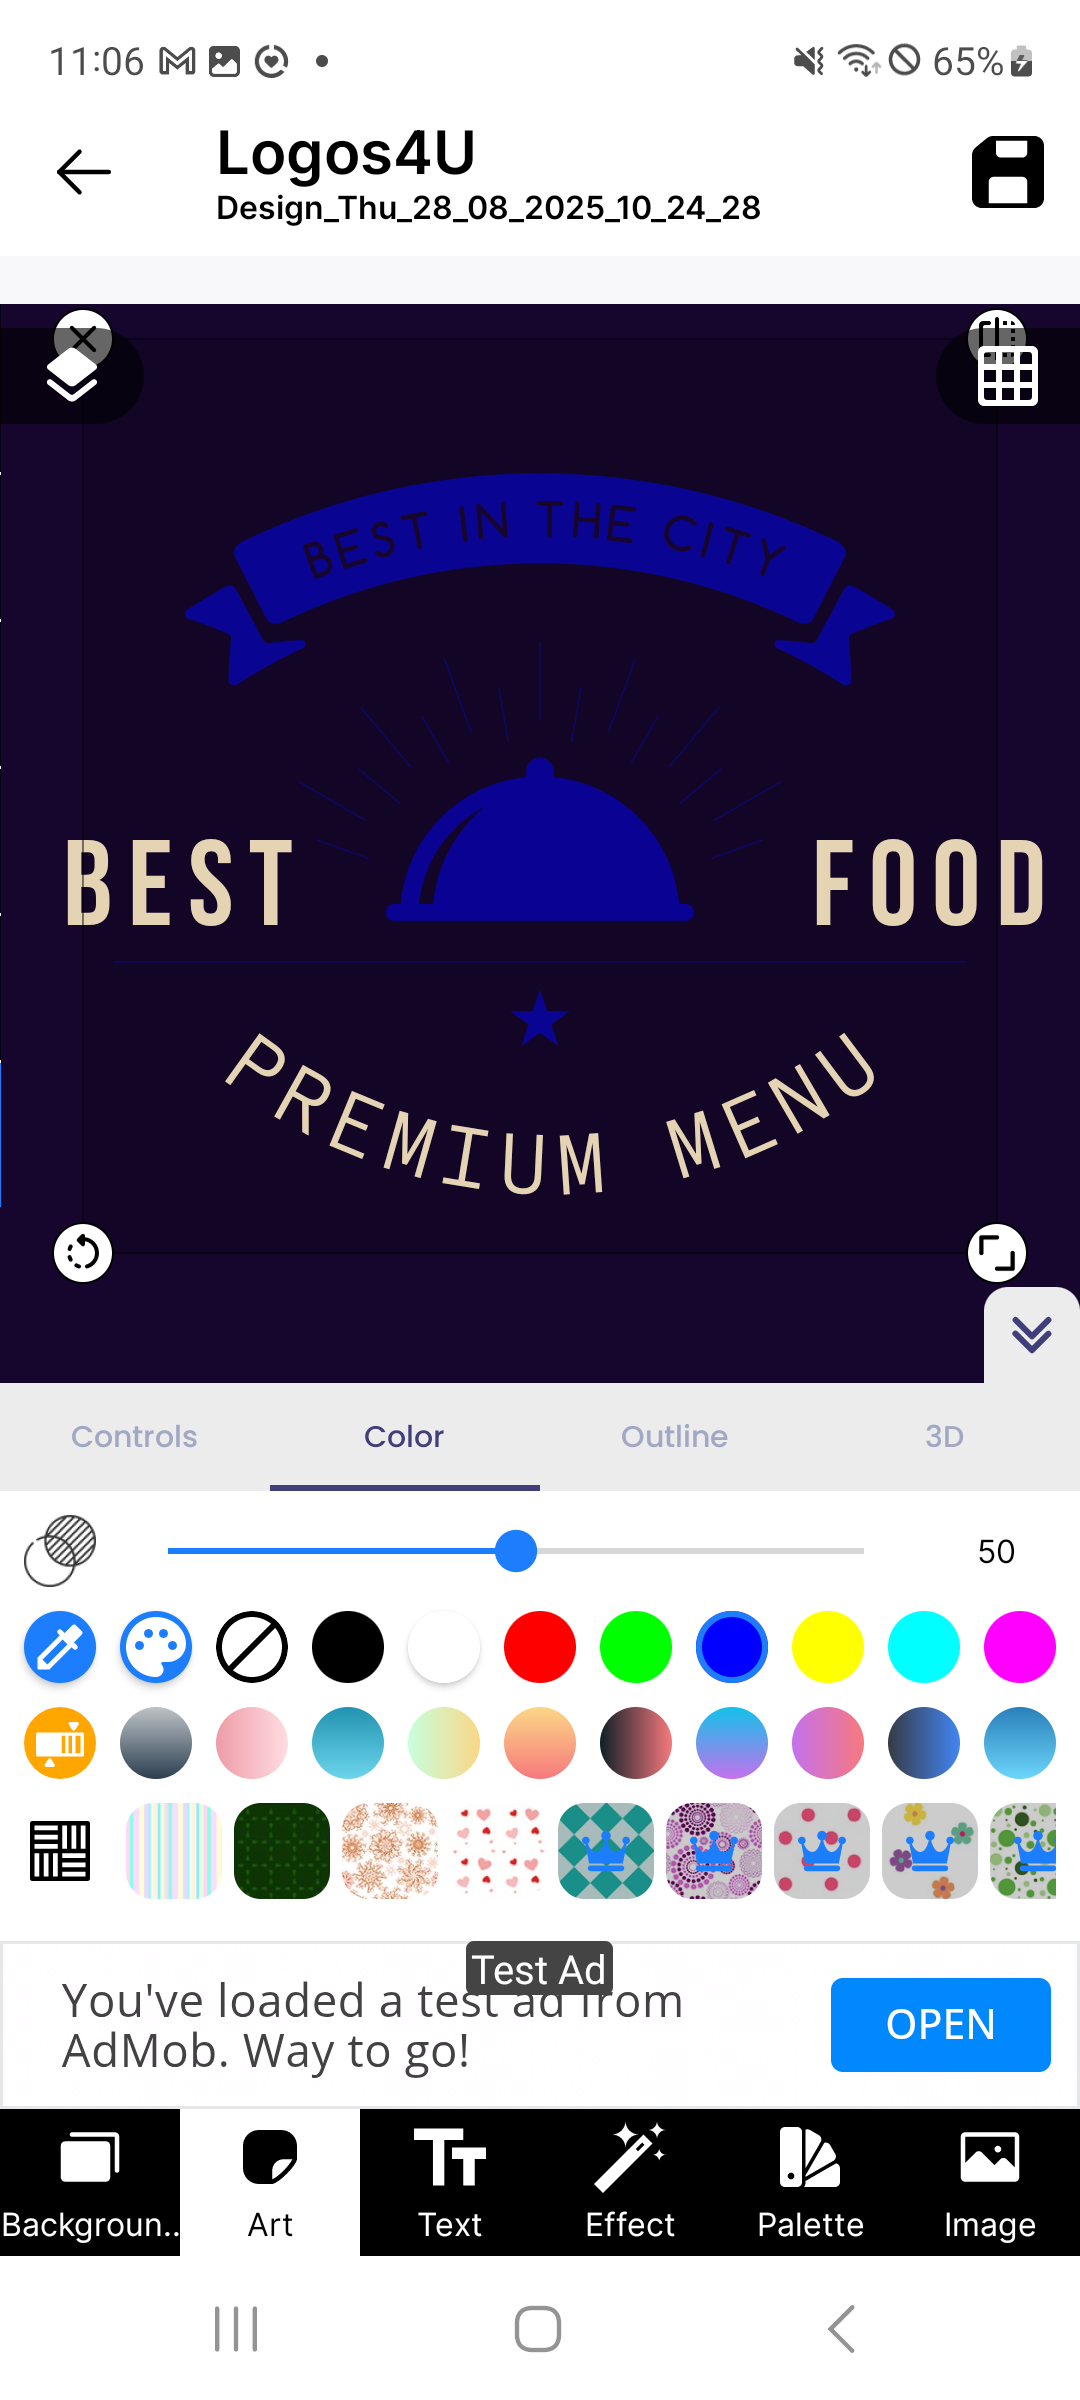 11:06
65%
Logos4U
Design_Thu_28_08_2025_10_24_28
BEST IN THE CITY
BEST FOOD
PREMIUM MENU
Controls Color Outline 3D
50
Test Ad
You've loaded a test ad from
AdMob. Way to go!
OPEN
Backgroun.. Art Text Effect Palette Image